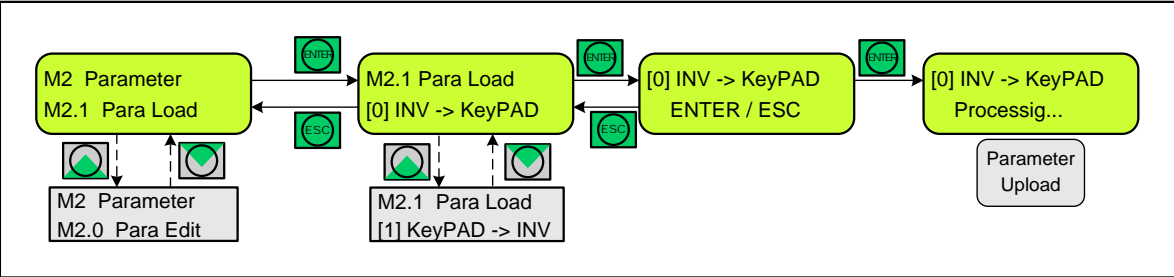 ENTER
ENTER
ENTER
M2 Parameter
M2.1 Para Load
M2.1 Para Load
[0] INV -> KeyPAD
[0] INV -> KeyPAD
ENTER / ESC
[0] INV -> KeyPAD
Processig...
ESC
ESC
M2 Parameter
M2.0 Para Edit
M2.1 Para Load
[1] KeyPAD -> INV
Parameter
Upload